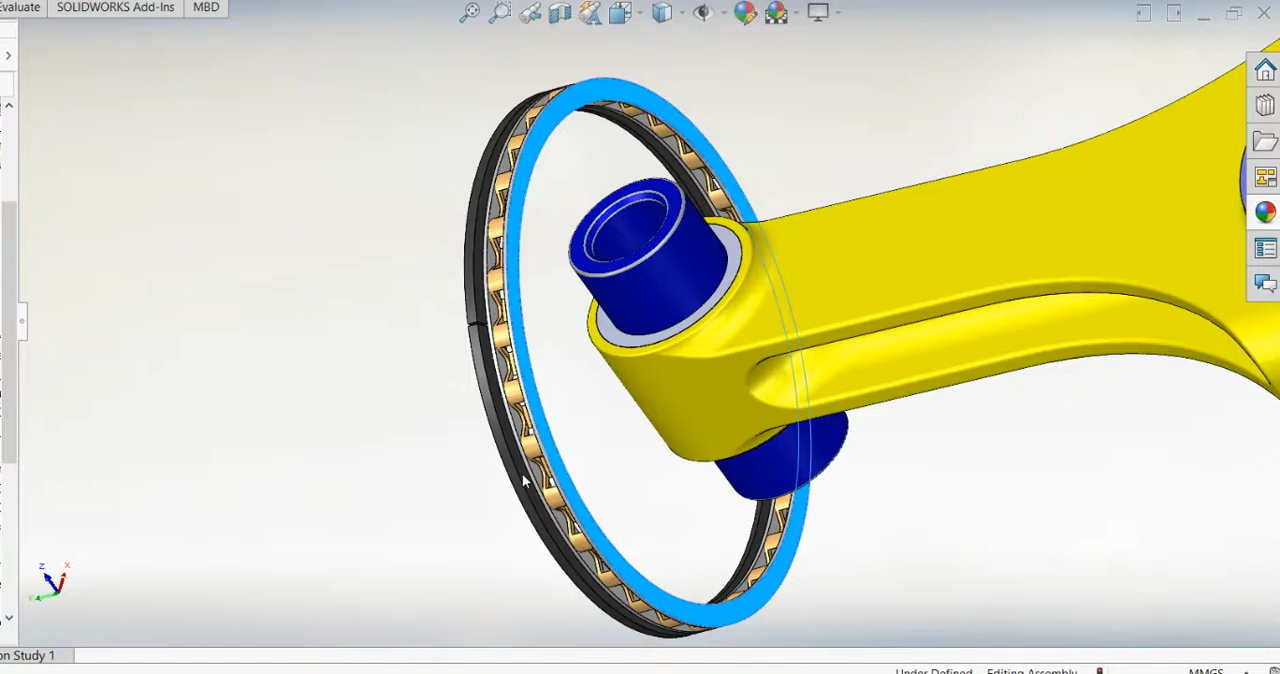 Evaluate SOLIDWORKS Add-Ins MBD
Z X
Y
on Study 1
Under Defined Editing Assembly MMGS